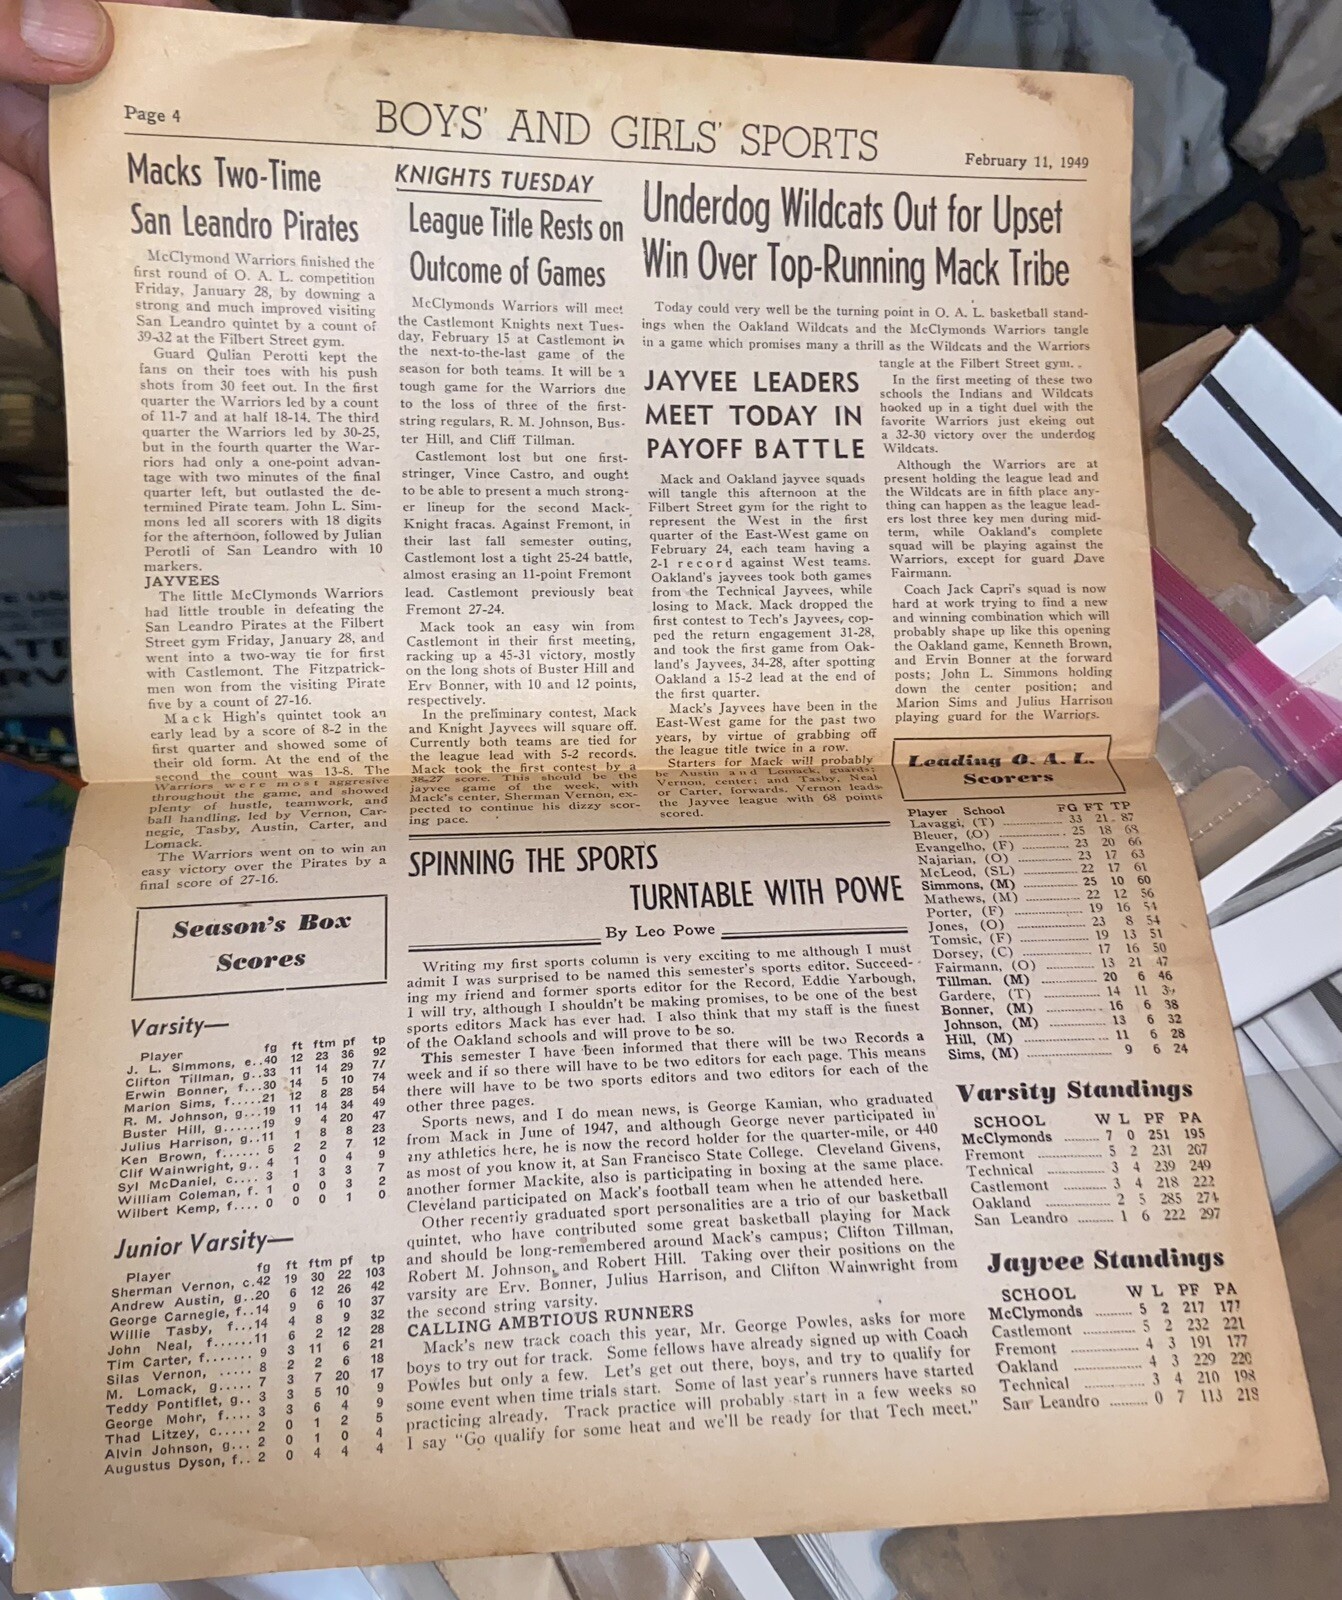 Page 4
BOYS' AND GIRLS' SPORTS
February 11, 1949
Macks Two-Time
San Leandro Pirates
McClymond Warriors finished the
first round of O. A. L. competition
Friday, January 28, by downing a
strong and much improved visiting
San Leandro quintet by a count of
39-32 at the Filbert Street gym.
Guard Qulian Perotti kept the
fans on their toes with his push
shots from 30 feet out. In the first
quarter the Warriors led by a count
of 11-7 and at half 18-14. The third
quarter the Warriors led by 30-25,
but in the fourth quarter the War-
riors had only a one-point advan-
tage with two minutes of the final
quarter left, but outlasted the de-
termined Pirate team. John L. Sim-
mons led all scorers with 18 digits
for the afternoon, followed by Julian
Perotli of San Leandro with 10
markers.
JAYVEES
The little McClymonds Warriors
had little trouble in defeating the
San Leandro Pirates at the Filbert
Street gym Friday, January 28, and
went into a two-way tie for first
with Castlemont. The Fitzpatrick-
men won from the visiting Pirate
five by a count of 27-16.
Mack High's quintet took an
early lead by a score of 8-2 in the
first quarter and showed some of
their old form. At the end of the
second the count was 13-8. The
Warriors were most aggresive
throughout the game, and showed
plenty of hustle, teamwork, and
ball handling, led by Vernon, Car-
negie, Tasby, Austin, Carter, and
Lomack.
The Warriors went on to win an
easy victory over the Pirates by a
final score of 27-16.
Season's Box
Scores
Varsity—
Player fg ft ftm pf tp
J. L. Simmons, c..40 12 23 36 92
Clifton Tillman, g..33 11 14 29 77
Erwin Bonner, f...30 14 5 10 74
Marion Sims, f.....21 12 8 28 54
R. M. Johnson, g...19 11 14 34 49
Buster Hill, g......19 9 4 20 47
Julius Harrison, g..11 1 8 8 23
Ken Brown, f...... 5 2 2 7 12
Clif Wainwright, g.. 4 1 0 4 9
Syl McDaniel, c.... 3 1 3 3 7
William Coleman, f. 1 0 0 3 2
Wilbert Kemp, f.... 0 0 0 1 0
Junior Varsity—
Player fg ft ftm pf tp
Sherman Vernon, c.42 19 30 22 103
Andrew Austin, g..20 6 12 26 42
George Carnegie, f..14 9 6 10 37
Willie Tasby, f...14 4 8 9 32
John Neal, f.......11 6 2 12 28
Tim Carter, f....... 9 3 11 6 21
Silas Vernon, ..... 8 2 2 6 18
M. Lomack, g..... 7 3 7 20 17
Teddy Pontiflet, g.. 3 3 5 10 9
George Mohr, f.... 3 3 6 4 9
Thad Litzey, c..... 2 0 1 2 5
Alvin Johnson, g... 2 0 1 0 4
Augustus Dyson, f.. 2 0 4 4 4
KNIGHTS TUESDAY
League Title Rests on
Outcome of Games
McClymonds Warriors will meet
the Castlemont Knights next Tues-
day, February 15 at Castlemont in
the next-to-the-last game of the
season for both teams. It will be a
tough game for the Warriors due
to the loss of three of the first-
string regulars, R. M. Johnson, Bus-
ter Hill, and Cliff Tillman.
Castlemont lost but one first-
stringer, Vince Castro, and ought
to be able to present a much strong-
er lineup for the second Mack-
Knight fracas. Against Fremont, in
their last fall semester outing,
Castlemont lost a tight 25-24 battle,
almost erasing an 11-point Fremont
lead. Castlemont previously beat
Fremont 27-24.
Mack took an easy win from
Castlemont in their first meeting,
racking up a 45-31 victory, mostly
on the long shots of Buster Hill and
Erv Bonner, with 10 and 12 points,
respectively.
In the preliminary contest, Mack
and Knight Jayvees will square off.
Currently both teams are tied for
the league lead with 5-2 records.
Mack took the first contest by a
38-27 score. This should be the
jayvee game of the week, with
Mack's center, Sherman Vernon, ex-
pected to continue his dizzy scor-
ing pace.
Underdog Wildcats Out for Upset
Win Over Top-Running Mack Tribe
Today could very well be the turning point in O. A. L. basketball stand-
ings when the Oakland Wildcats and the McClymonds Warriors tangle
in a game which promises many a thrill as the Wildcats and the Warriors
tangle at the Filbert Street gym. .
In the first meeting of these two
schools the Indians and Wildcats
hooked up in a tight duel with the
favorite Warriors just ekeing out
a 32-30 victory over the underdog
Wildcats.
Although the Warriors are at
present holding the league lead and
the Wildcats are in fifth place any-
thing can happen as the league lead-
ers lost three key men during mid-
term, while Oakland's complete
squad will be playing against the
Warriors, except for guard Dave
Fairmann.
Coach Jack Capri's squad is now
hard at work trying to find a new
and winning combination which will
probably shape up like this opening
the Oakland game, Kenneth Brown,
and Ervin Bonner at the forward
posts; John L. Simmons holding
down the center position; and
Marion Sims and Julius Harrison
playing guard for the Warriors.
JAYVEE LEADERS
MEET TODAY IN
PAYOFF BATTLE
Mack and Oakland jayvee squads
will tangle this afternoon at the
Filbert Street gym for the right to
represent the West in the first
quarter of the East-West game on
February 24, each team having a
2-1 record against West teams.
Oakland's jayvees took both games
from the Technical Jayvees, while
losing to Mack. Mack dropped the
first contest to Tech's Jayvees, cop-
ped the return engagement 31-28,
and took the first game from Oak-
land's Jayvees, 34-28, after spotting
Oakland a 15-2 lead at the end of
the first quarter.
Mack's Jayvees have been in the
East-West game for the past two
years, by virtue of grabbing off
the league title twice in a row.
Starters for Mack will probably
be Austin and Lomack, guards;
Vernon, center; and Tasby, Neal
or Carter, forwards. Vernon leads
the Jayvee league with 68 points
scored.
SPINNING THE SPORTS
TURNTABLE WITH POWE
By Leo Powe
Writing my first sports column is very exciting to me although I must
admit I was surprised to be named this semester's sports editor. Succeed-
ing my friend and former sports editor for the Record, Eddie Yarbough,
I will try, although I shouldn't be making promises, to be one of the best
sports editors Mack has ever had. I also think that my staff is the finest
of the Oakland schools and will prove to be so.
This semester I have been informed that there will be two Records a
week and if so there will have to be two editors for each page. This means
there will have to be two sports editors and two editors for each of the
other three pages.
Sports news, and I do mean news, is George Kamian, who graduated
from Mack in June of 1947, and although George never participated in
any athletics here, he is now the record holder for the quarter-mile, or 440
as most of you know it, at San Francisco State College. Cleveland Givens,
another former Mackite, also is participating in boxing at the same place.
Cleveland participated on Mack's football team when he attended here.
Other recently graduated sport personalities are a trio of our basketball
quintet, who have contributed some great basketball playing for Mack
and should be long-remembered around Mack's campus; Clifton Tillman,
Robert M. Johnson, and Robert Hill. Taking over their positions on the
varsity are Erv. Bonner, Julius Harrison, and Clifton Wainwright from
the second string varsity.
CALLING AMBTIOUS RUNNERS
Mack's new track coach this year, Mr. George Powles, asks for more
boys to try out for track. Some fellows have already signed up with Coach
Powles but only a few. Let's get out there, boys, and try to qualify for
some event when time trials start. Some of last year's runners have started
practicing already. Track practice will probably start in a few weeks so
I say "Go qualify for some heat and we'll be ready for that Tech meet."
Leading O. A. L.
Scorers
Player School FG FT TP
Lavaggi, (T) 33 21 87
Bleuer, (O) 25 18 68
Evangelho, (F) 23 20 66
Najarian, (O) 23 17 63
McLeod, (SL) 22 17 61
Simmons, (M) 25 10 60
Mathews, (M) 22 12 56
Porter, (F) 19 16 54
Jones, (O) 23 8 54
Tomsic, (F) 19 13 51
Dorsey, (C) 17 16 50
Fairmann, (O) 13 21 47
Tillman. (M) 20 6 46
Gardere, (T) 14 11 39
Bonner, (M) 16 6 38
Johnson, (M) 13 6 32
Hill, (M) 11 6 28
Sims, (M) 9 6 24
Varsity Standings
SCHOOL W L PF PA
McClymonds 7 0 251 195
Fremont 5 2 231 207
Technical 3 4 239 249
Castlemont 3 4 218 222
Oakland 2 5 285 274
San Leandro 1 6 222 297
Jayvee Standings
SCHOOL W L PF PA
McClymonds 5 2 217 177
Castlemont 5 2 232 221
Fremont 4 3 191 177
Oakland 4 3 229 220
Technical 3 4 210 198
San Leandro 0 7 113 218